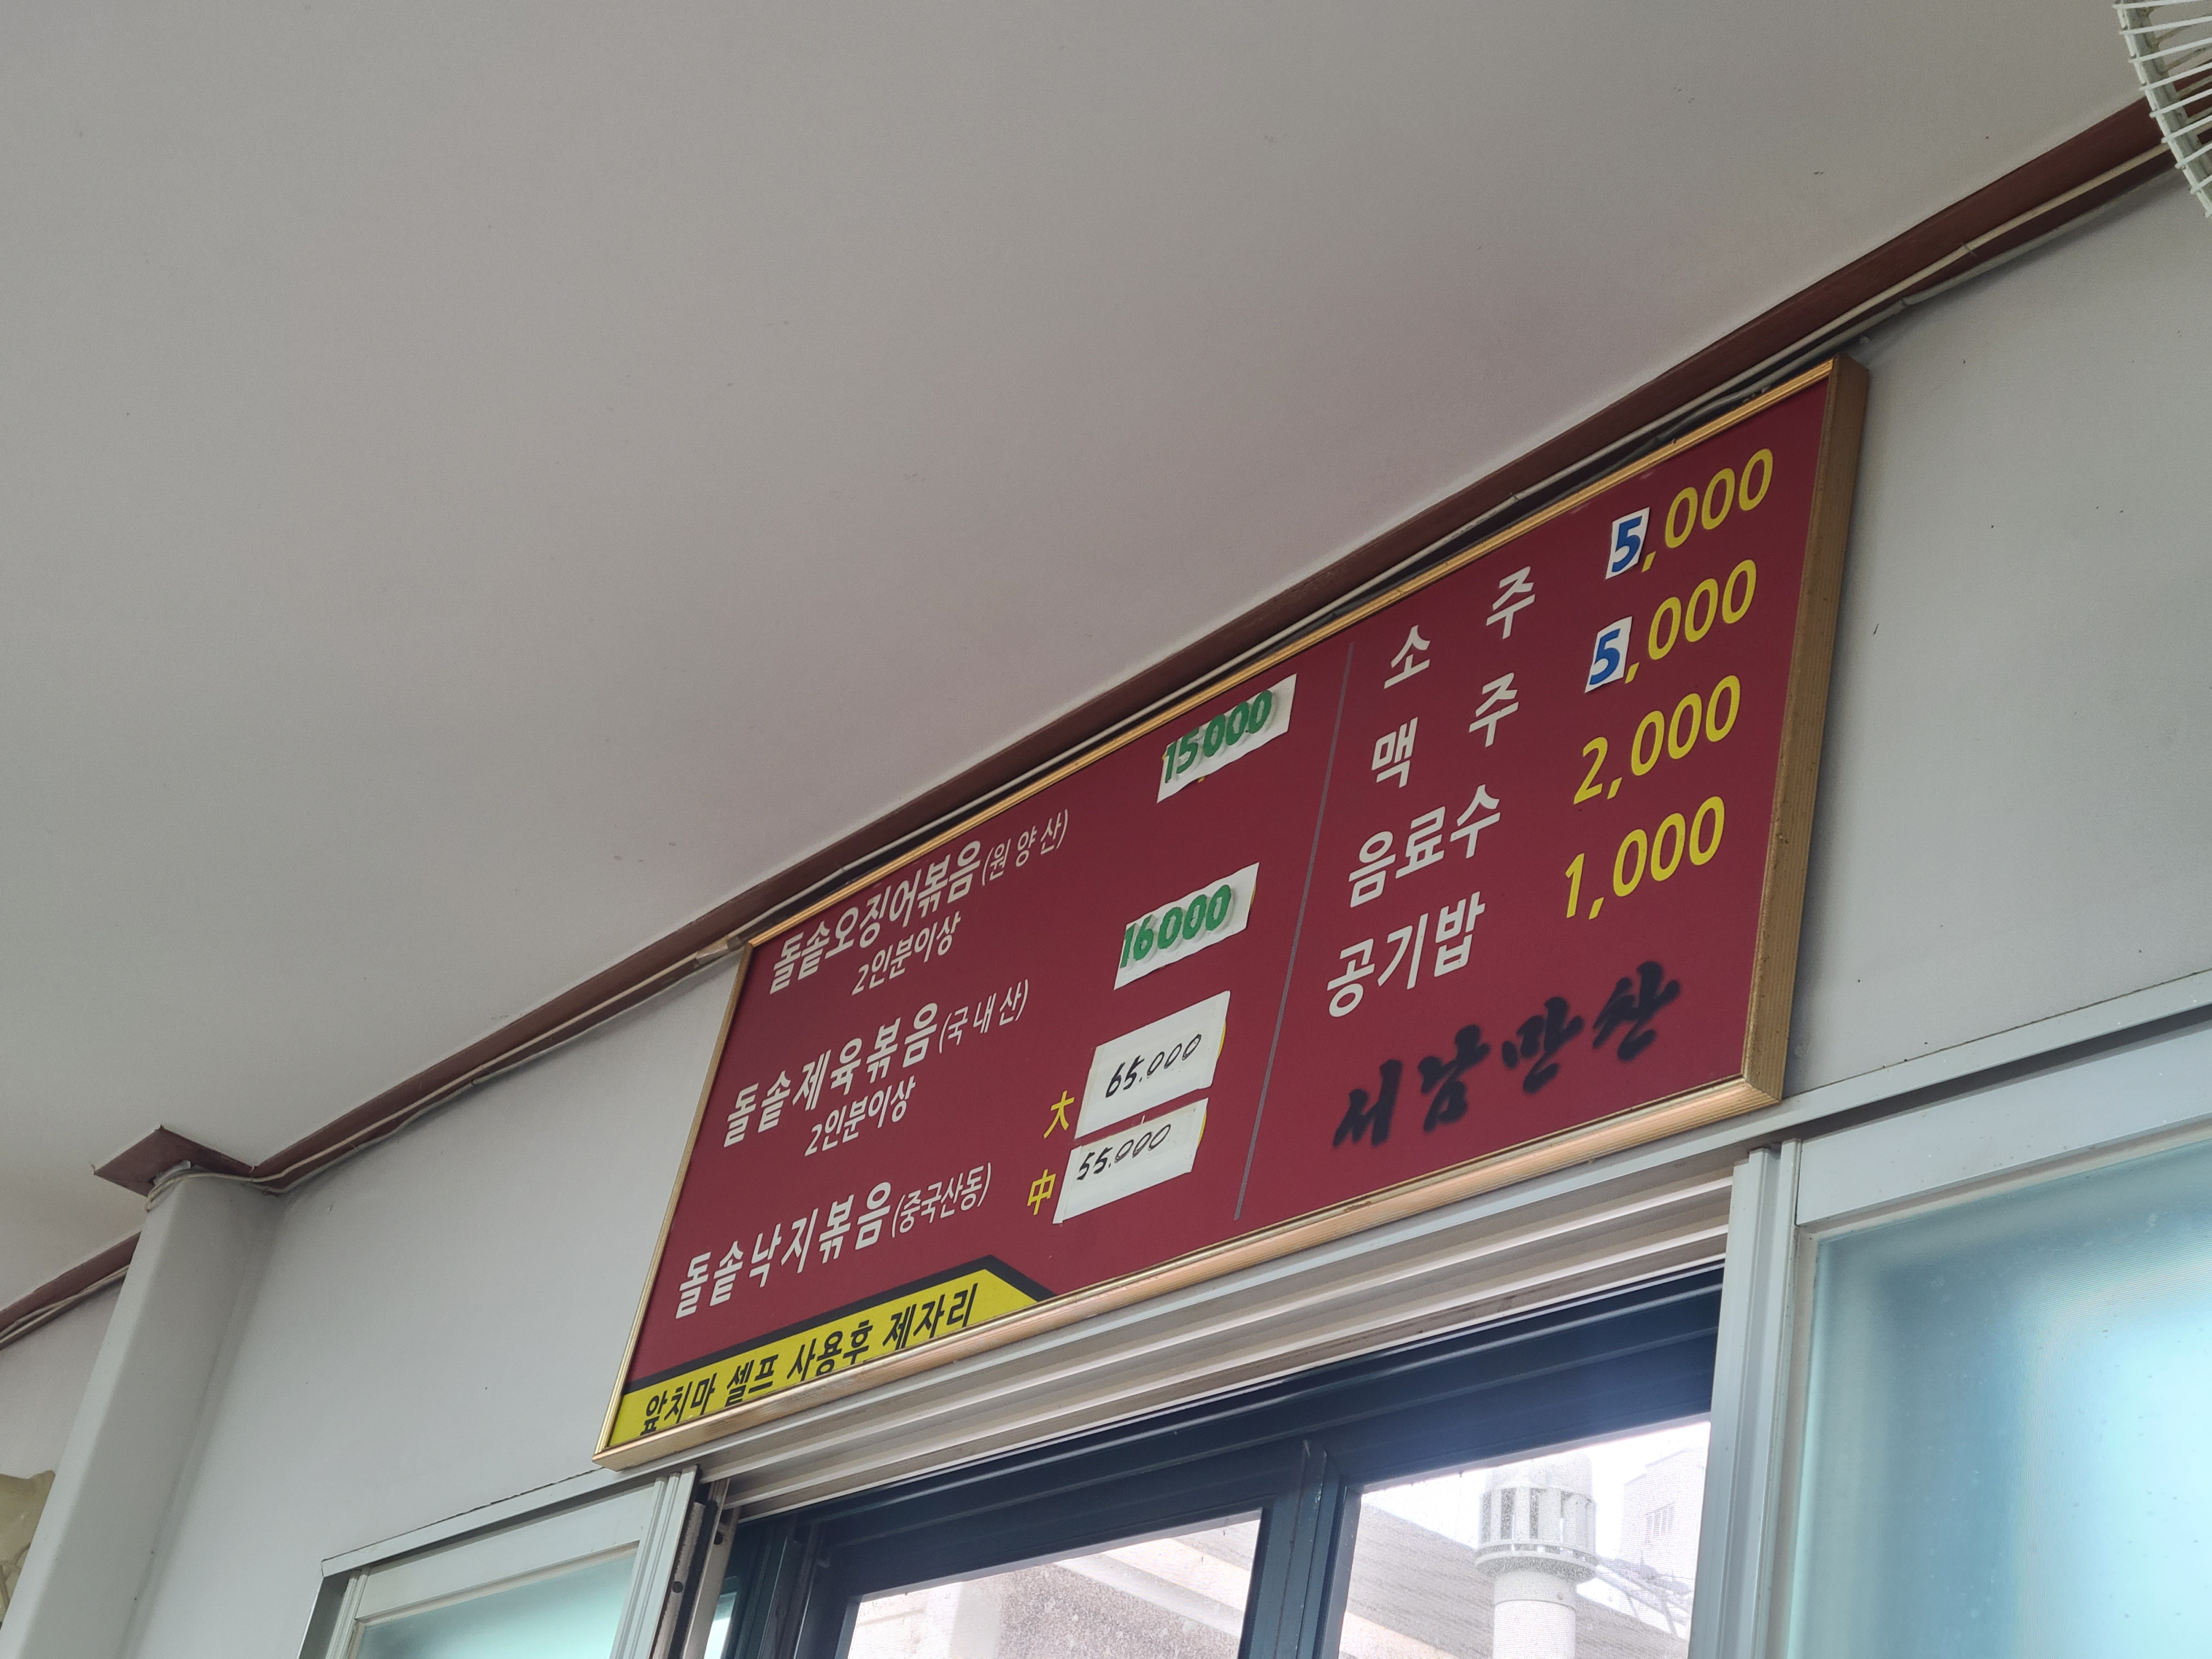 돌솥오징어볶음(원양산) 15000
2인분이상
돌솥제육볶음(국내산) 16000
2인분이상
大 65.000
돌솥낙지볶음(중국산동) 中 55.000
앞치마 셀프 사용후 제자리
소주 5,000
맥주 5,000
음료수 2,000
공기밥 1,000
서남만찬